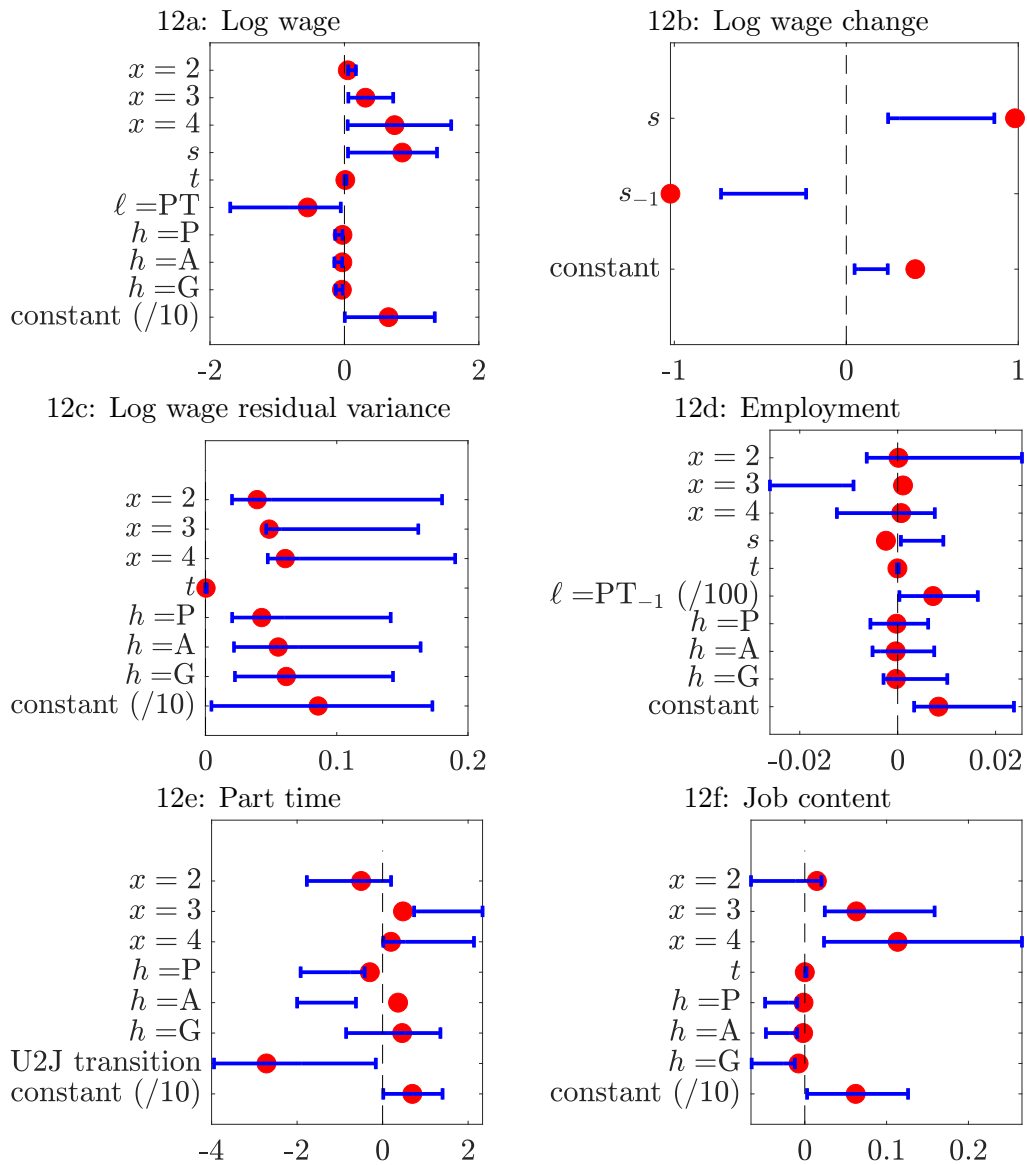 12a: Log wage
x = 2
x = 3
x = 4
s
t
ℓ =PT
h =P
h =A
h =G
constant (/10)
-2 0 2
12b: Log wage change
s
s−1
constant
-1 0 1
12c: Log wage residual variance
x = 2
x = 3
x = 4
t
h =P
h =A
h =G
constant (/10)
0 0.1 0.2
12d: Employment
x = 2
x = 3
x = 4
s
t
ℓ =PT−1 (/100)
h =P
h =A
h =G
constant
-0.02 0 0.02
12e: Part time
x = 2
x = 3
x = 4
h =P
h =A
h =G
U2J transition
constant (/10)
-4 -2 0 2
12f: Job content
x = 2
x = 3
x = 4
t
h =P
h =A
h =G
constant (/10)
0 0.1 0.2